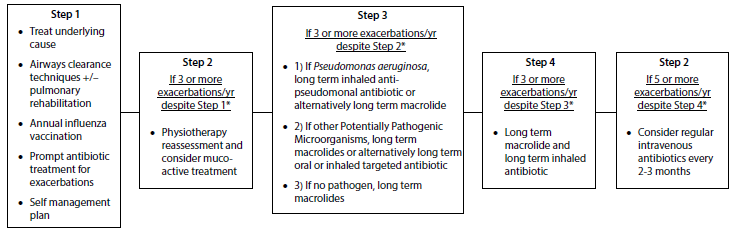 Step 1
• Treat underlying
cause
• Airways clearance
techniques +/–
pulmonary
rehabilitation
• Annual influenza
vaccination
• Prompt antibiotic
treatment for
exacerbations
• Self management
plan
Step 2
If 3 or more
exacerbations/yr
despite Step 1*
• Physiotherapy
reassessment and
consider muco-
active treatment
Step 3
If 3 or more exacerbations/yr
despite Step 2*
• 1) If Pseudomonas aeruginosa,
long term inhaled anti-
pseudomonal antibiotic or
alternatively long term macrolide
• 2) If other Potentially Pathogenic
Microorganisms, long term
macrolides or alternatively long term
oral or inhaled targeted antibiotic
• 3) If no pathogen, long term
macrolides
Step 4
If 3 or more
exacerbations/yr
despite Step 3*
• Long term
macrolide and
long term inhaled
antibiotic
Step 2
If 5 or more
exacerbations/yr
despite Step 4*
• Consider regular
intravenous
antibiotics every
2-3 months